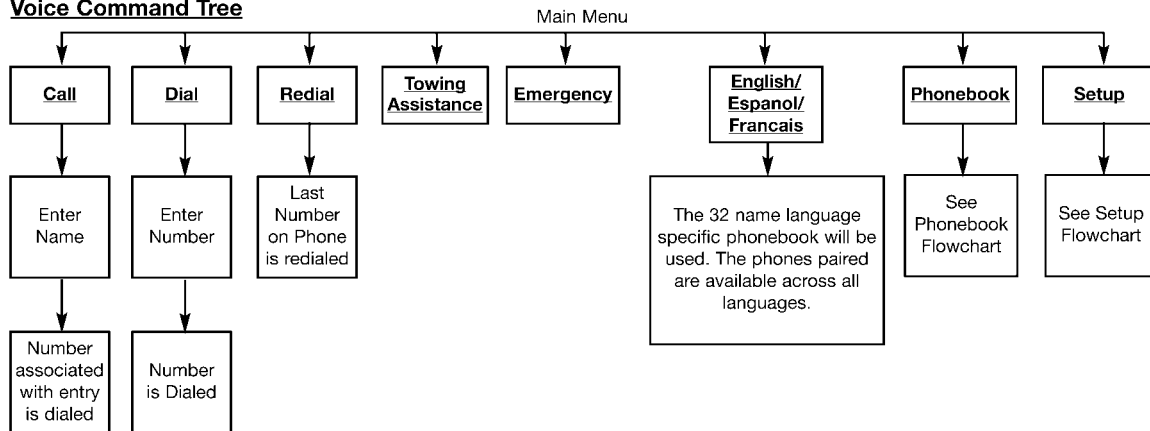 Voice Command Tree
Main Menu
Call
Dial
Redial
Towing
Assistance
Emergency
English/
Espanol/
Francais
Phonebook
Setup
Enter
Name
Enter
Number
Last
Number
on Phone
is redialed
The 32 name language
specific phonebook will be
used. The phones paired
are available across all
languages.
See
Phonebook
Flowchart
See Setup
Flowchart
Number
associated
with entry
is dialed
Number
is Dialed